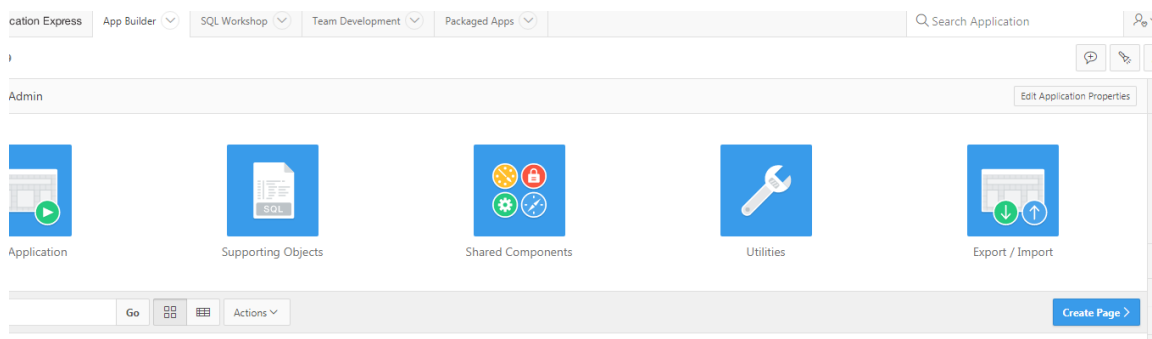 ication Express App Builder SQL Workshop Team Development Packaged Apps Search Application
Admin Edit Application Properties
SQL
Application Supporting Objects Shared Components Utilities Export / Import
Go Actions Create Page